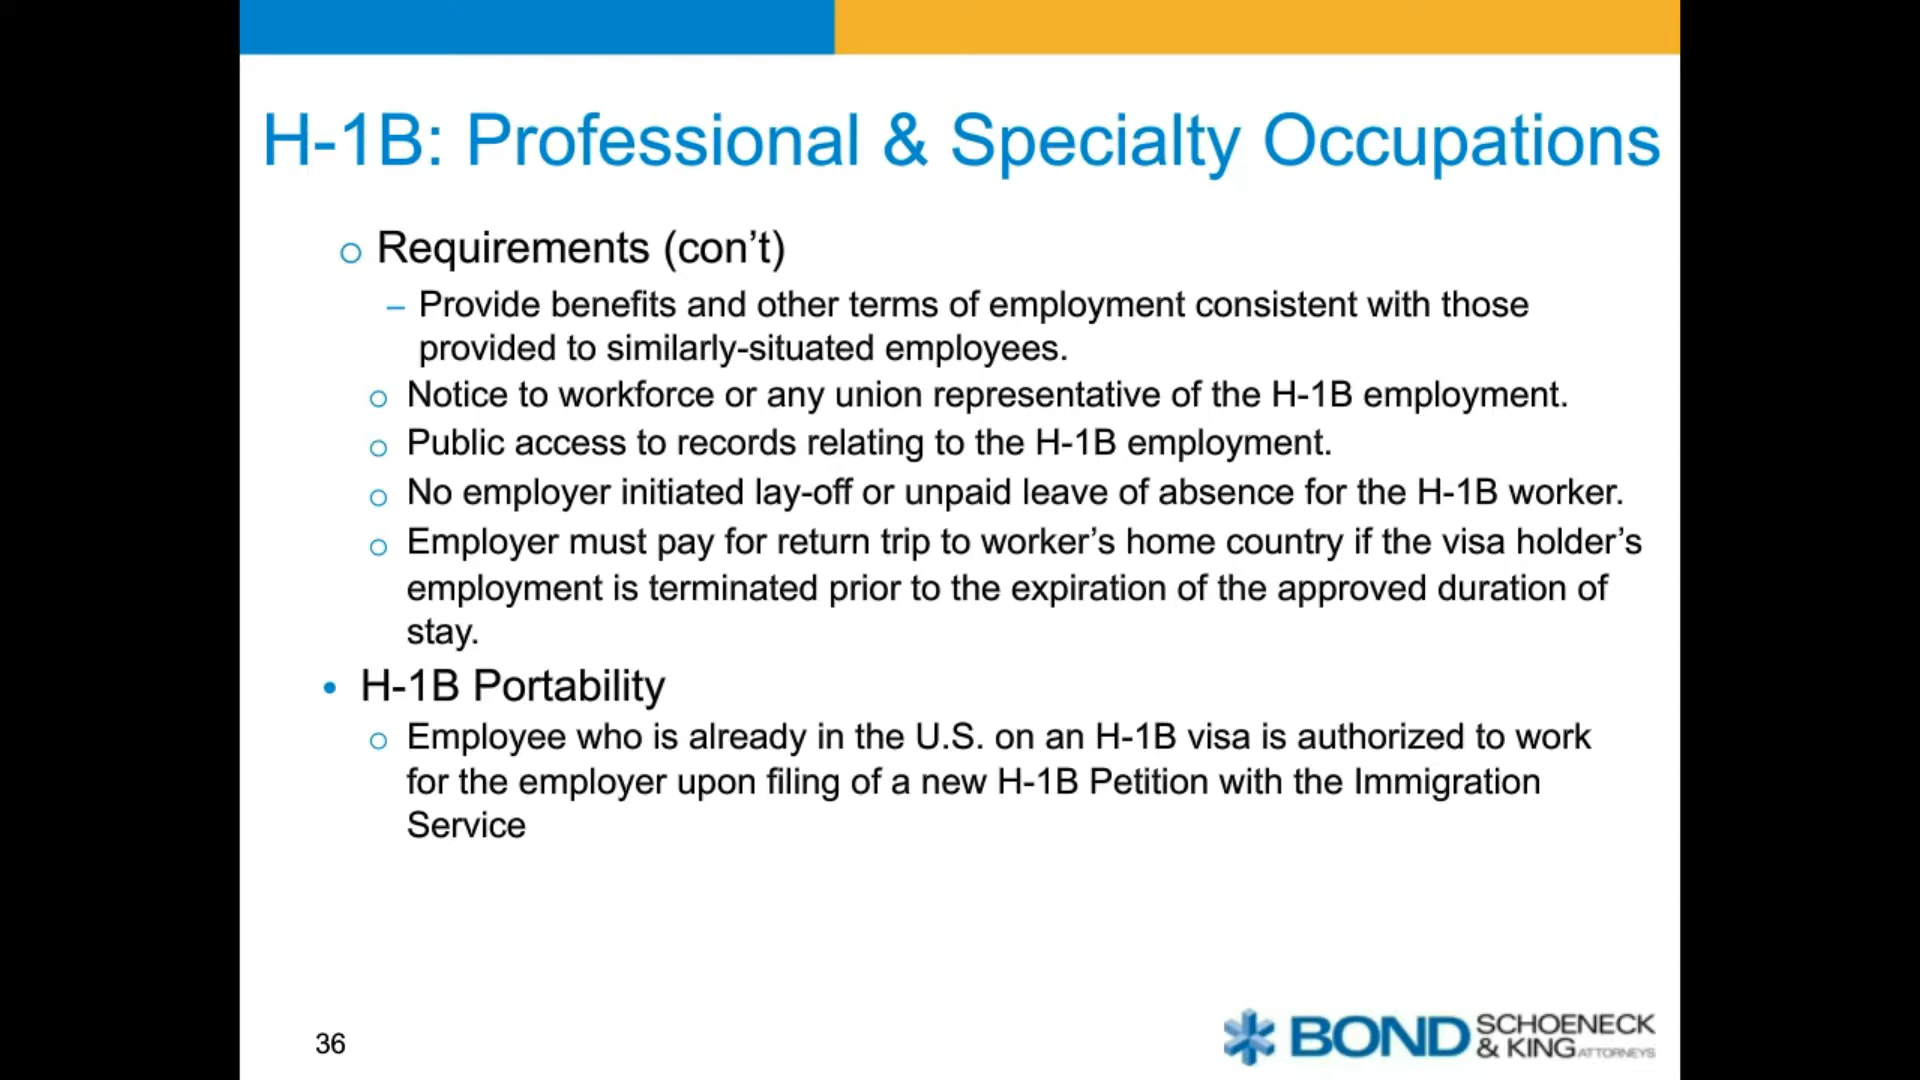 H-1B: Professional & Specialty Occupations
o Requirements (con’t)
– Provide benefits and other terms of employment consistent with those
provided to similarly-situated employees.
o Notice to workforce or any union representative of the H-1B employment.
o Public access to records relating to the H-1B employment.
o No employer initiated lay-off or unpaid leave of absence for the H-1B worker.
o Employer must pay for return trip to worker’s home country if the visa holder’s
employment is terminated prior to the expiration of the approved duration of
stay.
• H-1B Portability
o Employee who is already in the U.S. on an H-1B visa is authorized to work
for the employer upon filing of a new H-1B Petition with the Immigration
Service
36
BOND SCHOENECK
& KING ATTORNEYS